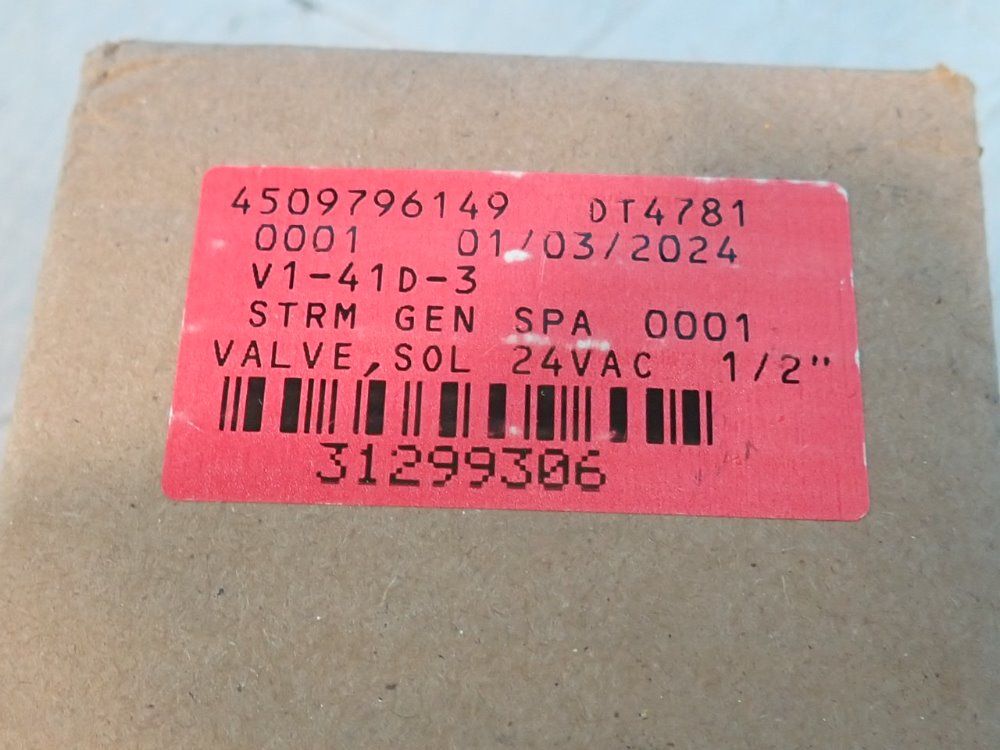 4509796149 DT4781
0001 01/03/2024
V1-41D-3
STRM GEN SPA 0001
VALVE,SOL 24VAC 1/2"
31299306